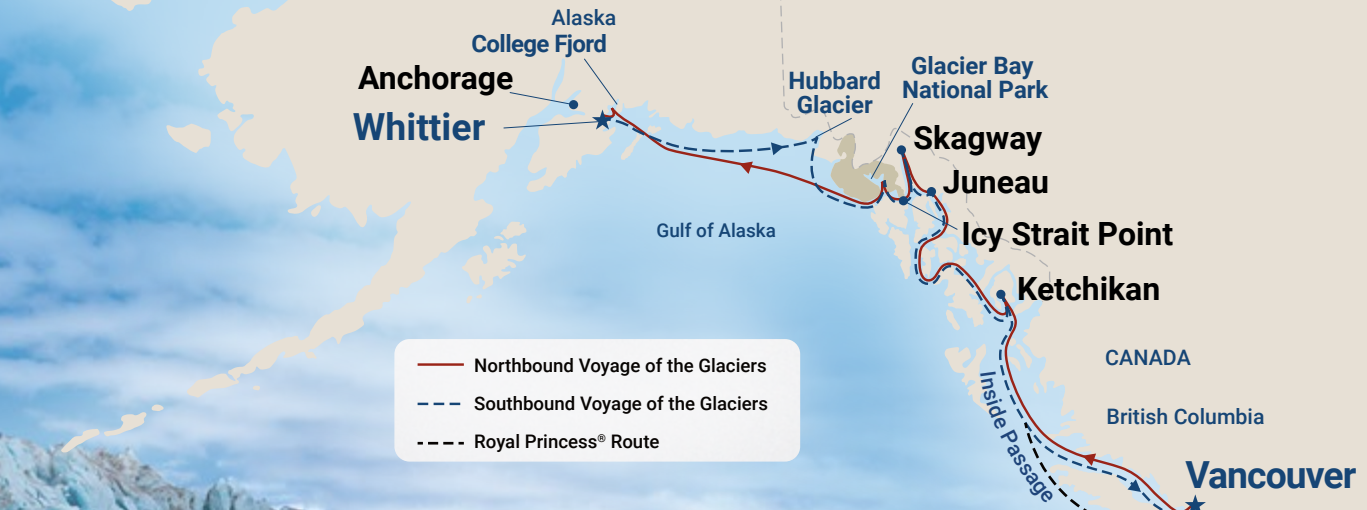 Alaska
College Fjord
Anchorage
Whittier
Hubbard
Glacier
Glacier Bay
National Park
Skagway
Juneau
Icy Strait Point
Ketchikan
Gulf of Alaska
Northbound Voyage of the Glaciers
Southbound Voyage of the Glaciers
Royal Princess® Route
CANADA
British Columbia
Inside Passage
Vancouver